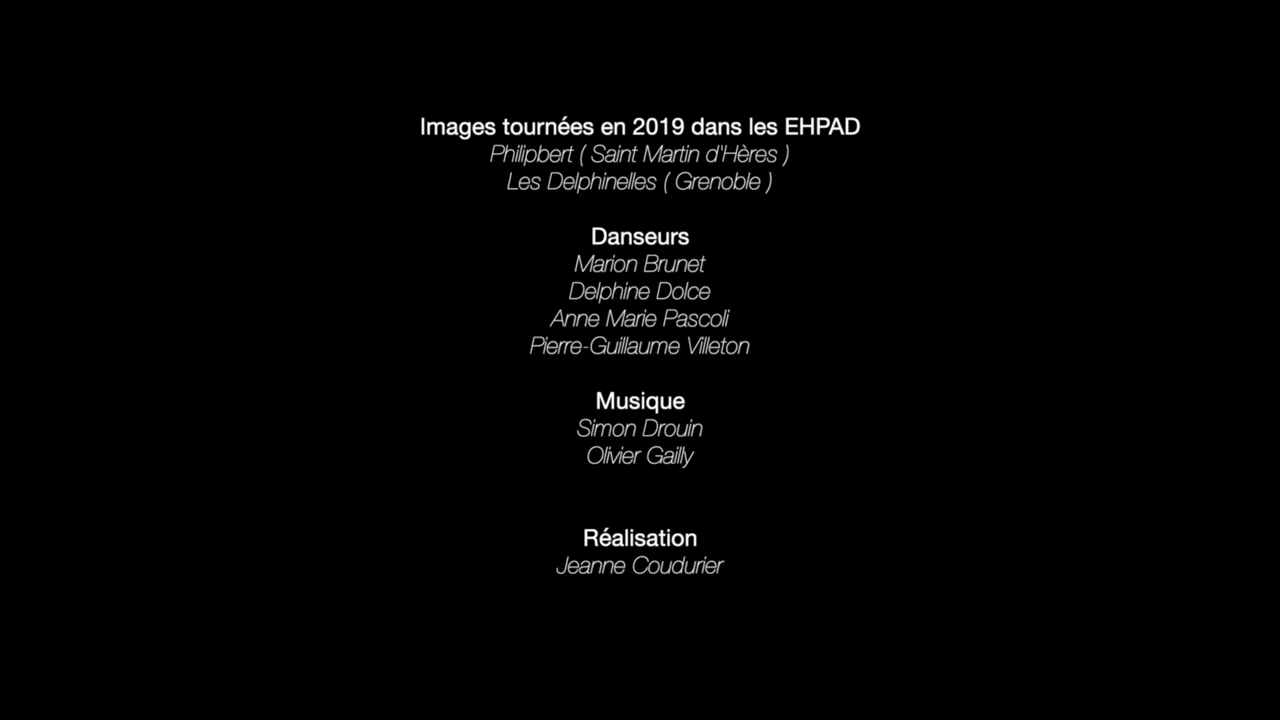 Images tournées en 2019 dans les EHPAD
Philipbert ( Saint Martin d'Hères )
Les Delphinelles ( Grenoble )
Danseurs
Marion Brunet
Delphine Dolce
Anne Marie Pascoli
Pierre-Guillaume Villeton
Musique
Simon Drouin
Olivier Gailly
Réalisation
Jeanne Coudurier